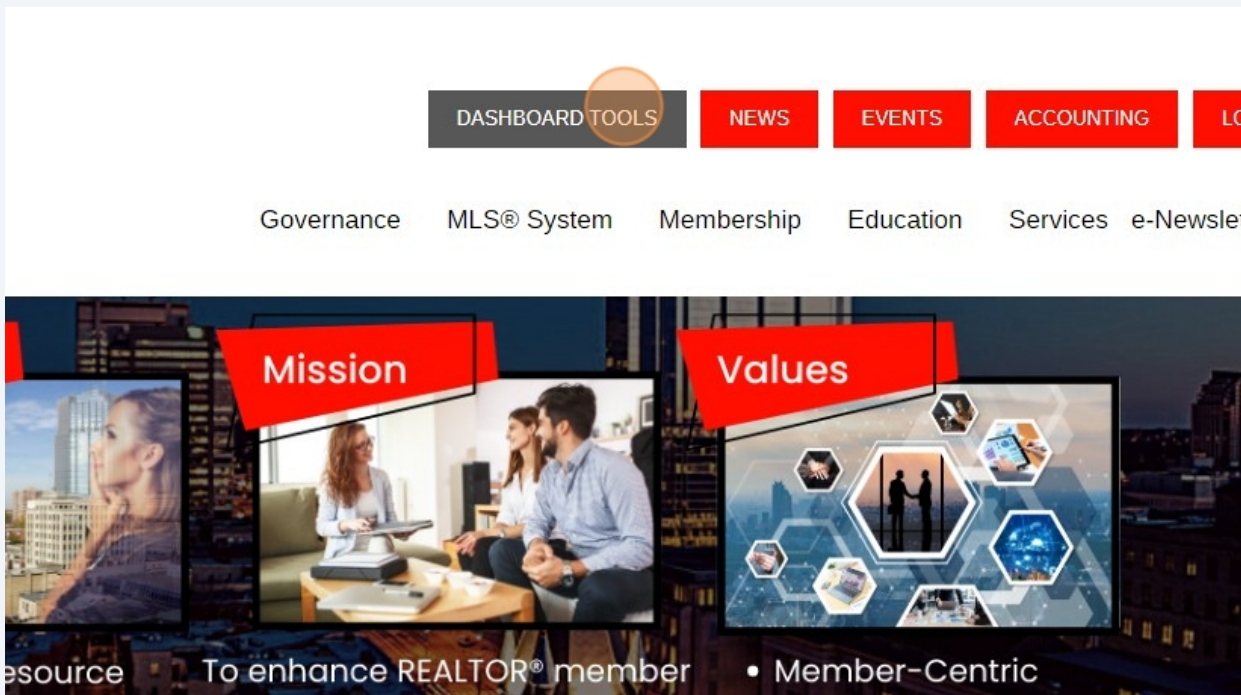 DASHBOARD TOOLS NEWS EVENTS ACCOUNTING
Governance MLS® System Membership Education Services
Mission Values
To enhance REALTOR® member • Member-Centric